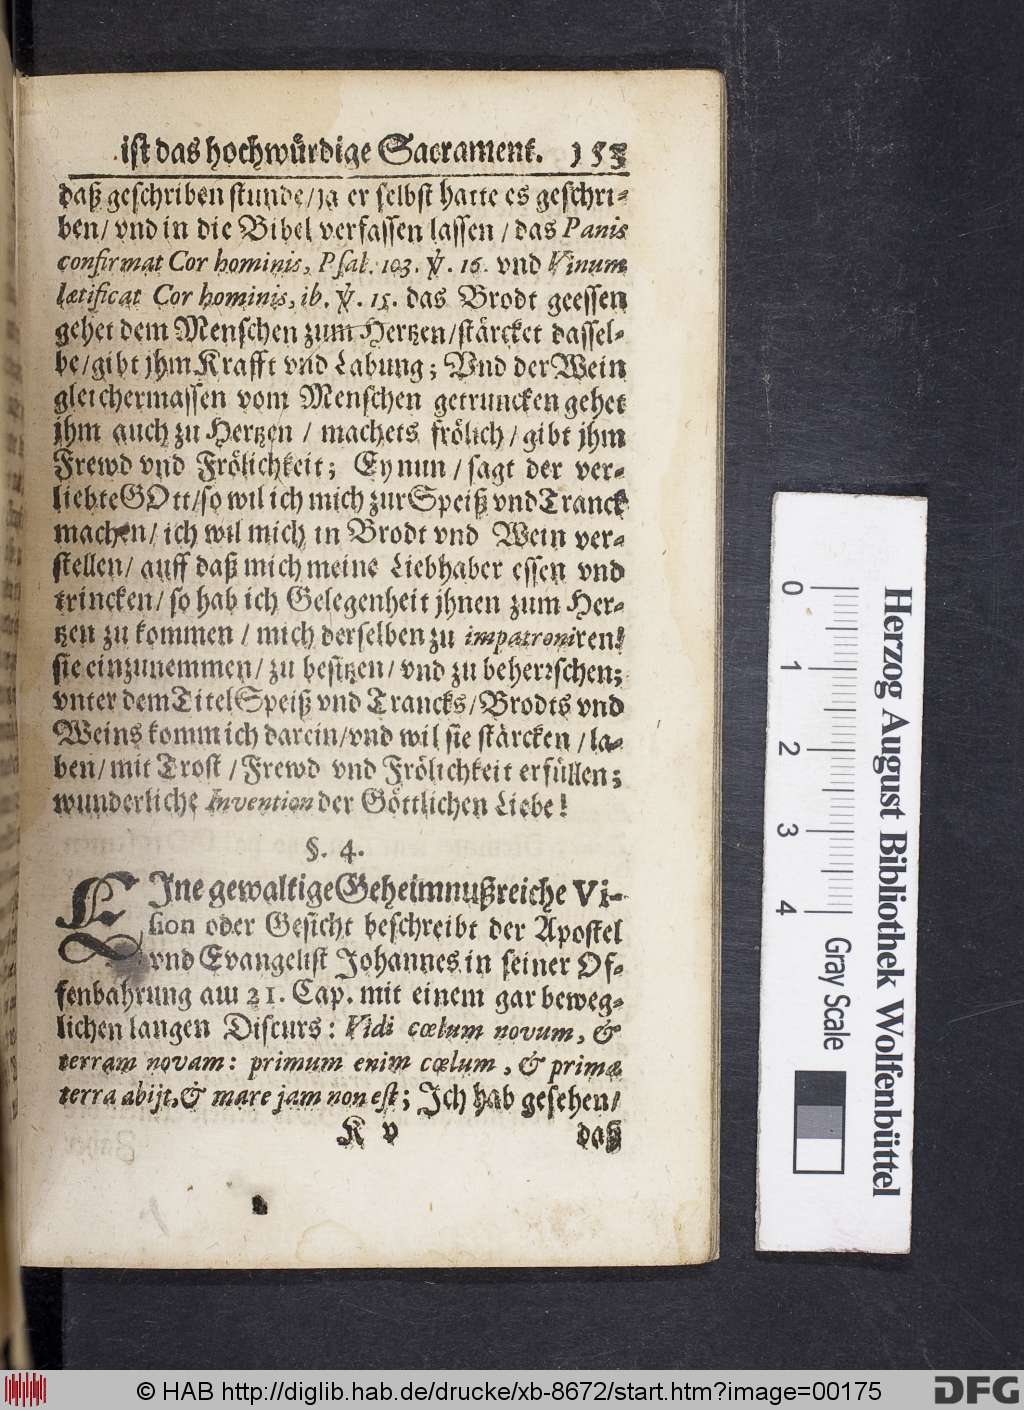 ist das hochwürdige Sacrament. 153
daß geschriben stunde/ja er selbst hatte es geschri-
ben/ vnd in die Bibel verfassen lassen / das Panis
confirmat Cor hominis, Psal. 103. ℣. 16. vnd Vinum
lætificat Cor hominis, ib. ℣. 15. das Brodt geessen
gehet dem Menschen zum Hertzen/stärcket dassel-
be/gibt jhm Krafft vnd Labung; Vnd der Wein
gleichermassen vom Menschen getruncken gehet
jhm auch zu Hertzen / machets frölich/gibt jhm
Frewd vnd Frölichkeit; Ey nun / sagt der ver-
liebte GOtt/so wil ich mich zur Speiß vnd Tranck
machen/ ich wil mich in Brodt vnd Wein ver-
stellen/ auff daß mich meine Liebhaber essen vnd
trincken/ so hab ich Gelegenheit jhnen zum Her-
tzen zu kommen / mich derselben zu impatroniren/
sie einzunemmen/ zu besitzen/ vnd zu beherrschen;
vnter dem Titel Speiß vnd Trancks/Brodts vnd
Weins komm ich darein/vnd wil sie stärcken / la-
ben/ mit Trost / Frewd vnd Frölichkeit erfüllen;
wunderliche Invention der Göttlichen Liebe!
§. 4.
EJne gewaltige Geheimnußreiche Vi-
sion oder Gesicht beschreibt der Apostel
vnd Evangelist Johannes in seiner Of-
fenbahrung am 21. Cap. mit einem gar beweg-
lichen langen Discurs: Vidi cœlum novum, &
terram novam: primum enim cœlum, & prima
terra abijt, & mare jam non est; Jch hab gesehen/
K v daß
Herzog August Bibliothek Wolfenbüttel
0 1 2 3 4 Gray Scale
© HAB http://diglib.hab.de/drucke/xb-8672/start.htm?image=00175
DFG